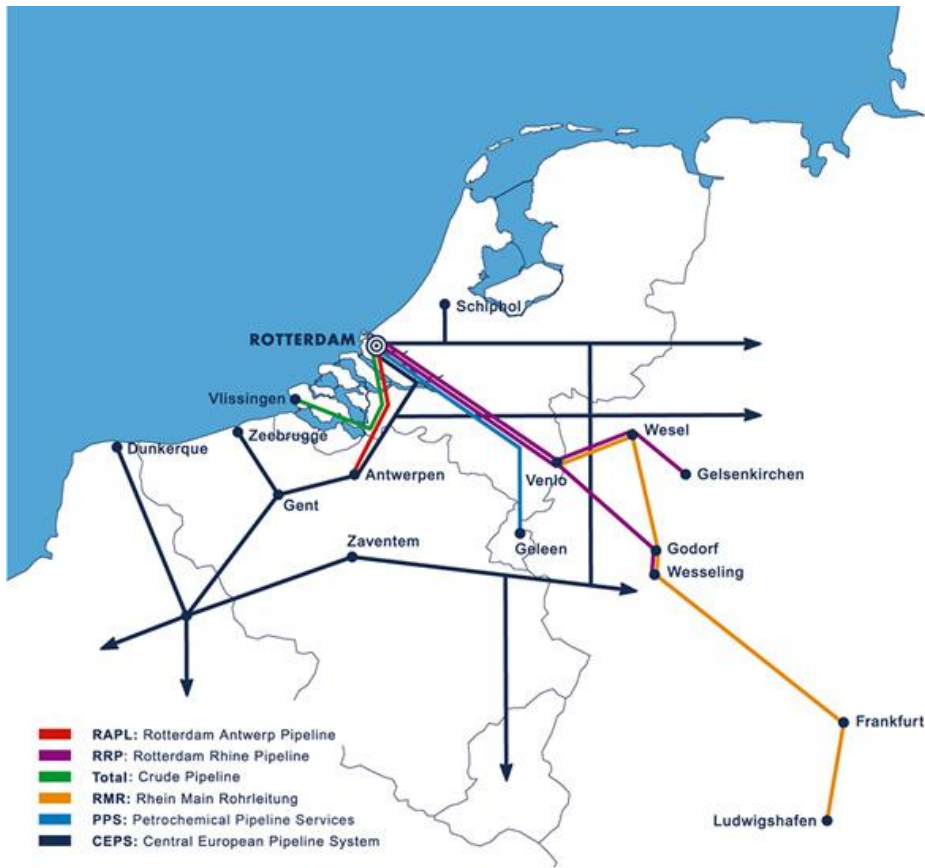 Schiphol
ROTTERDAM
Vlissingen
Zeebrugge
Dunkerque
Wesel
Antwerpen
Venlo
Gelsenkirchen
Gent
Zaventem
Geleen
Godorf
Wesseling
Frankfurt
Ludwigshafen
RAPL: Rotterdam Antwerp Pipeline
RRP: Rotterdam Rhine Pipeline
Total: Crude Pipeline
RMR: Rhein Main Rohrleitung
PPS: Petrochemical Pipeline Services
CEPS: Central European Pipeline System